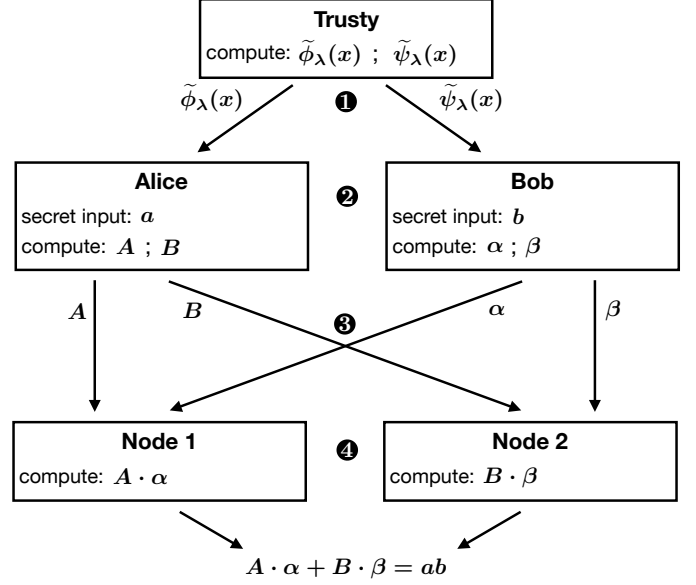 Trusty
compute: ϕ̃_λ(x) ; ψ̃_λ(x)
ϕ̃_λ(x) ❶ ψ̃_λ(x)
Alice
secret input: a
compute: A ; B
❷
Bob
secret input: b
compute: α ; β
A B ❸ α β
Node 1
compute: A · α
❹
Node 2
compute: B · β
A · α + B · β = ab